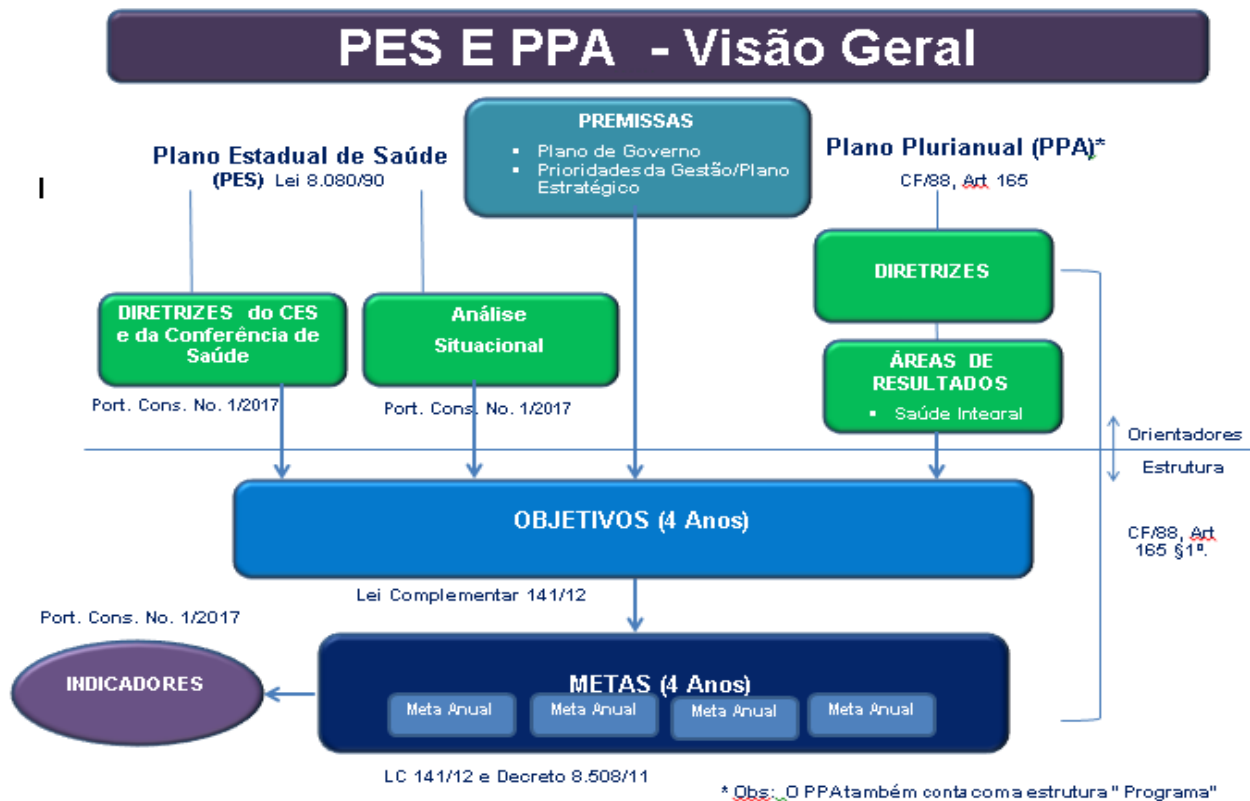 PES E PPA - Visão Geral
PREMISSAS
▪ Plano de Governo
▪ Prioridades da Gestão/Plano
Estratégico
Plano Estadual de Saúde
(PES) Lei 8.080/90
Plano Plurianual (PPA)*
CF/88, Art 165
I
DIRETRIZES do CES
e da Conferência de
Saúde
Análise
Situacional
DIRETRIZES
ÁREAS DE
RESULTADOS
▪ Saúde Integral
Port. Cons. No. 1/2017
Port. Cons. No. 1/2017
Orientadores
Estrutura
OBJETIVOS (4 Anos)
CF/88, Art
165 §1º.
Lei Complementar 141/12
Port. Cons. No. 1/2017
INDICADORES
METAS (4 Anos)
Meta Anual
Meta Anual
Meta Anual
Meta Anual
LC 141/12 e Decreto 8.508/11
* Obs: O PPA também conta com a estrutura " Programa"